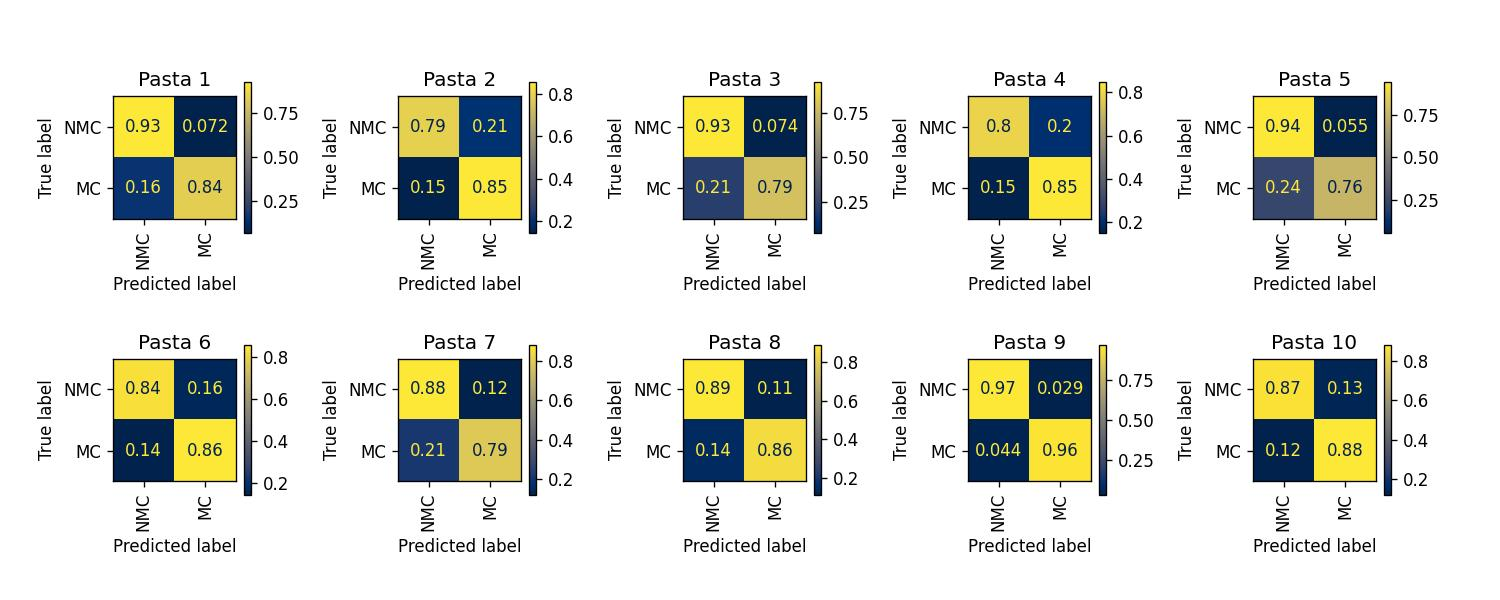 Pasta 1
True label
NMC
MC
0.93 0.072
0.16 0.84
0.75
0.50
0.25
NMC
MC
Predicted label
Pasta 2
True label
NMC
MC
0.79 0.21
0.15 0.85
0.8
0.6
0.4
0.2
NMC
MC
Predicted label
Pasta 3
True label
NMC
MC
0.93 0.074
0.21 0.79
0.75
0.50
0.25
NMC
MC
Predicted label
Pasta 4
True label
NMC
MC
0.8 0.2
0.15 0.85
0.8
0.6
0.4
0.2
NMC
MC
Predicted label
Pasta 5
True label
NMC
MC
0.94 0.055
0.24 0.76
0.75
0.50
0.25
NMC
MC
Predicted label
Pasta 6
True label
NMC
MC
0.84 0.16
0.14 0.86
0.8
0.6
0.4
0.2
NMC
MC
Predicted label
Pasta 7
True label
NMC
MC
0.88 0.12
0.21 0.79
0.8
0.6
0.4
0.2
NMC
MC
Predicted label
Pasta 8
True label
NMC
MC
0.89 0.11
0.14 0.86
0.8
0.6
0.4
0.2
NMC
MC
Predicted label
Pasta 9
True label
NMC
MC
0.97 0.029
0.044 0.96
0.75
0.50
0.25
NMC
MC
Predicted label
Pasta 10
True label
NMC
MC
0.87 0.13
0.12 0.88
0.8
0.6
0.4
0.2
NMC
MC
Predicted label